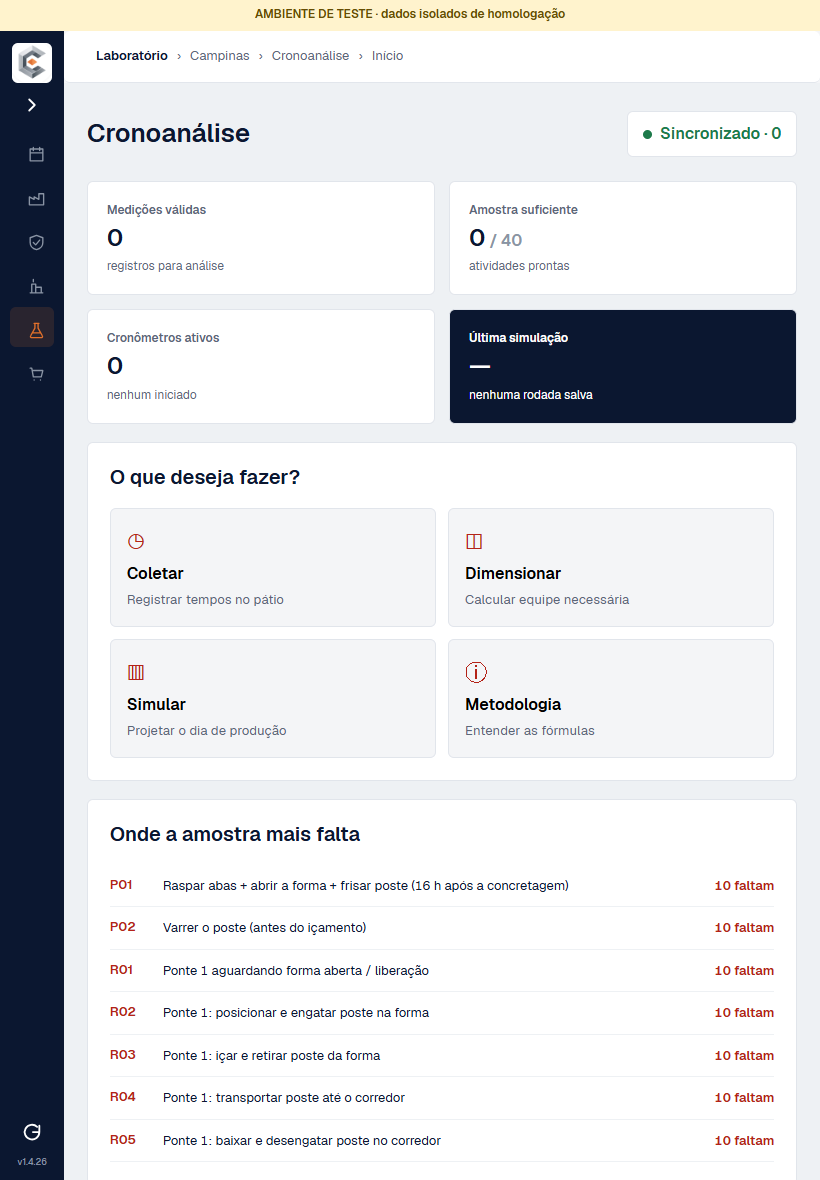 AMBIENTE DE TESTE · dados isolados de homologação
Laboratório › Campinas › Cronoanálise › Início
Cronoanálise
Sincronizado · 0
Medições válidas
0
registros para análise
Amostra suficiente
0 / 40
atividades prontas
Cronômetros ativos
0
nenhum iniciado
Última simulação
—
nenhuma rodada salva
O que deseja fazer?
Coletar
Registrar tempos no pátio
Dimensionar
Calcular equipe necessária
Simular
Projetar o dia de produção
Metodologia
Entender as fórmulas
Onde a amostra mais falta
P01 Raspar abas + abrir a forma + frisar poste (16 h após a concretagem) 10 faltam
P02 Varrer o poste (antes do içamento) 10 faltam
R01 Ponte 1 aguardando forma aberta / liberação 10 faltam
R02 Ponte 1: posicionar e engatar poste na forma 10 faltam
R03 Ponte 1: içar e retirar poste da forma 10 faltam
R04 Ponte 1: transportar poste até o corredor 10 faltam
R05 Ponte 1: baixar e desengatar poste no corredor 10 faltam
v1.4.26